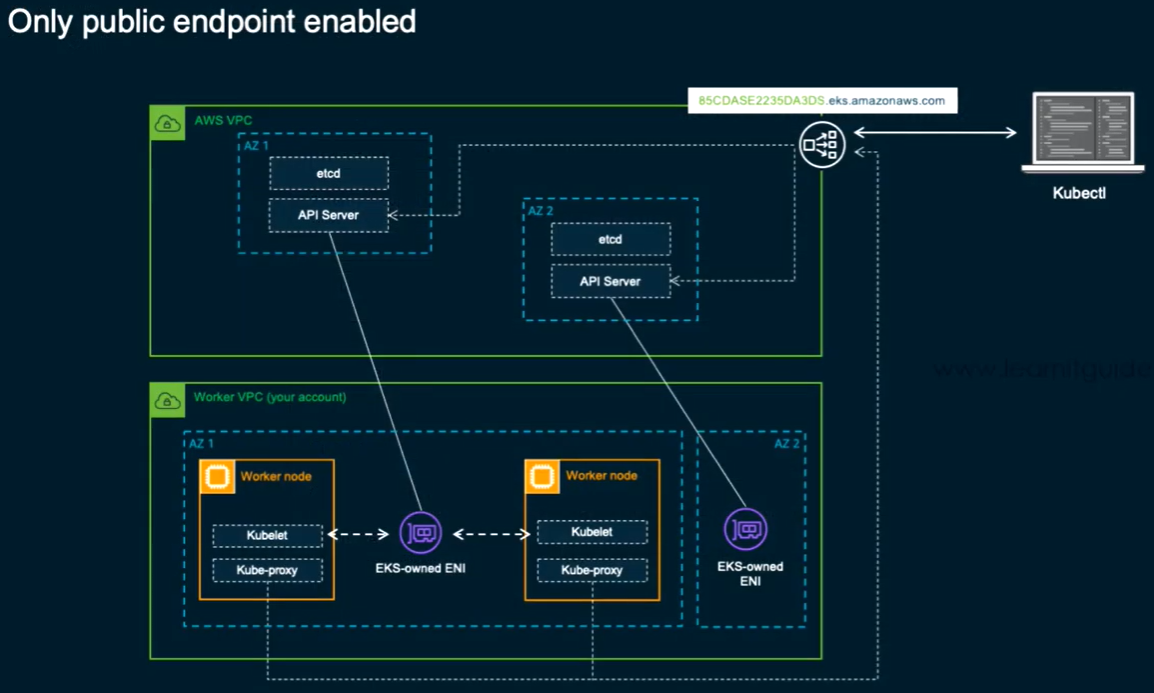 Only public endpoint enabled
85CDASE2235DA3DS.eks.amazonaws.com
AWS VPC
AZ 1
etcd
API Server
AZ 2
etcd
API Server
Kubectl
Worker VPC (your account)
AZ 1
Worker node
Kubelet
Kube-proxy
EKS-owned ENI
Worker node
Kubelet
Kube-proxy
AZ 2
EKS-owned
ENI